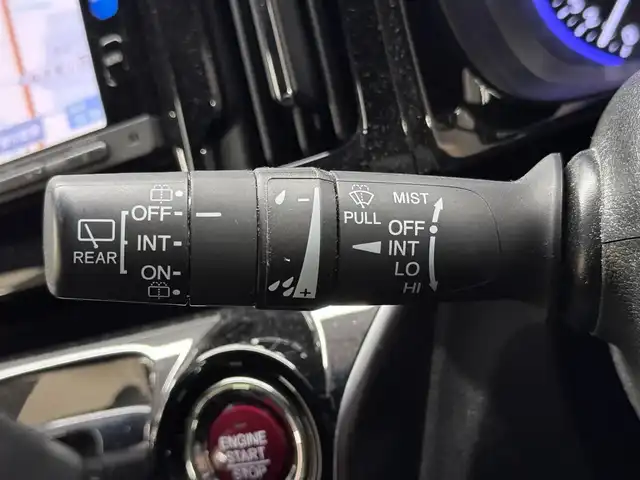 OFF
INT
ON
REAR
−
+
PULL
MIST
OFF
INT
LO
HI
ENGINE
START
STOP